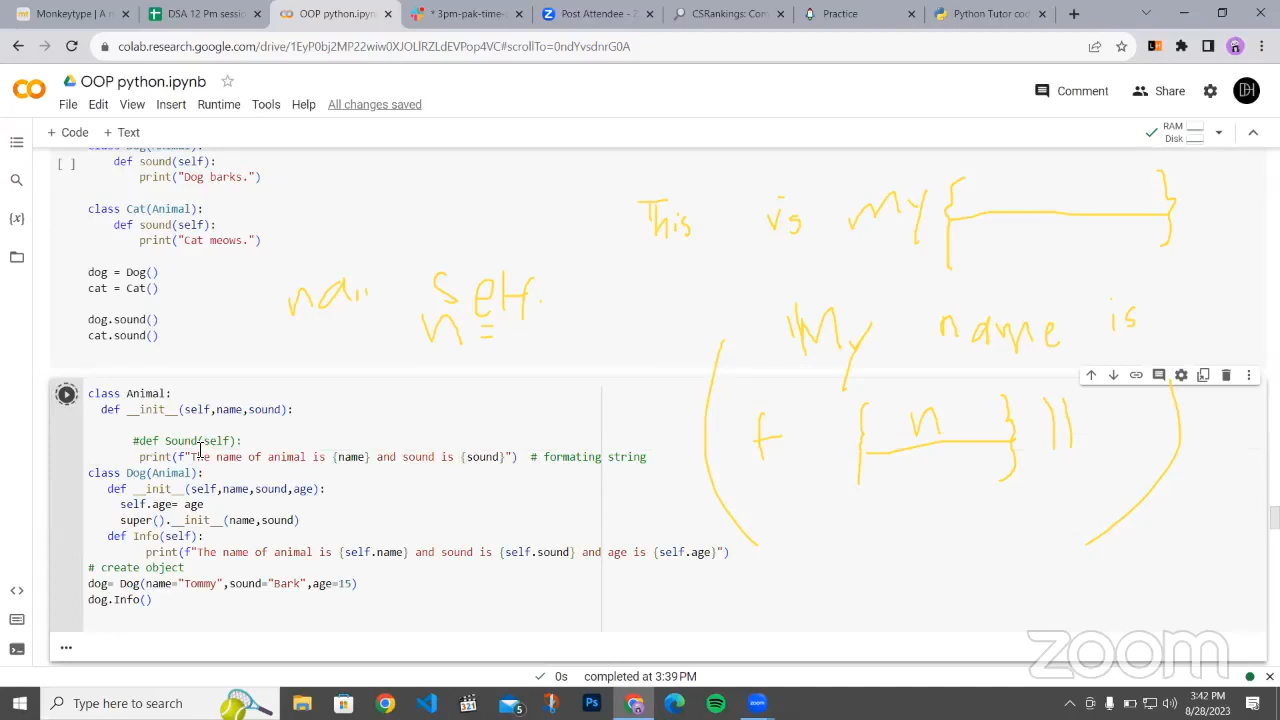 Monkeytype | A m
DSA 12 Pm sessi
OOP python.ipynb
*3pm-pak-time-
Post Attendee - Z
CSRankings: Com
Practice
Python Tutor cod
colab.research.google.com/drive/1EyP0bj2MP22wiw0XJOLlRZLdEVPop4VC#scrollTo=0ndYvsdnrG0A
OOP python.ipynb
File Edit View Insert Runtime Tools Help All changes saved
Comment Share DH
+ Code + Text
RAM
Disk
class Dog(Animal):
[ ] def sound(self):
print("Dog barks.")
This is My { }
class Cat(Animal):
def sound(self):
print("Cat meows.")
dog = Dog()
cat = Cat()
Self.
n =
dog.sound()
cat.sound()
"My name is
class Animal:
def __init__(self,name,sound):
{ n } "
#def Sound(self):
print(f"The name of animal is {name} and sound is {sound}") # formating string
class Dog(Animal):
def __init__(self,name,sound,age):
self.age= age
super().__init__(name,sound)
def Info(self):
print(f"The name of animal is {self.name} and sound is {self.sound} and age is {self.age}")
# create object
dog= Dog(name="Tommy",sound="Bark",age=15)
dog.Info()
zoom
0s completed at 3:39 PM
Type here to search
3:42 PM
8/28/2023